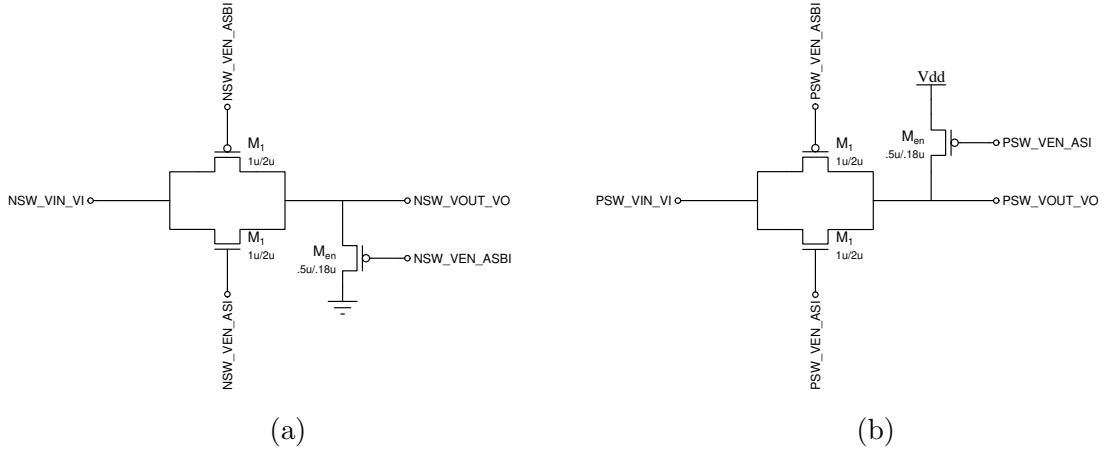 NSW_VEN_ASBI
M1
1u/2u
NSW_VIN_VI
NSW_VOUT_VO
M1
1u/2u
Men
.5u/.18u
NSW_VEN_ASBI
NSW_VEN_ASI
(a)
PSW_VEN_ASBI
Vdd
M1
1u/2u
Men
.5u/.18u
PSW_VEN_ASI
PSW_VIN_VI
PSW_VOUT_VO
M1
1u/2u
PSW_VEN_ASI
(b)